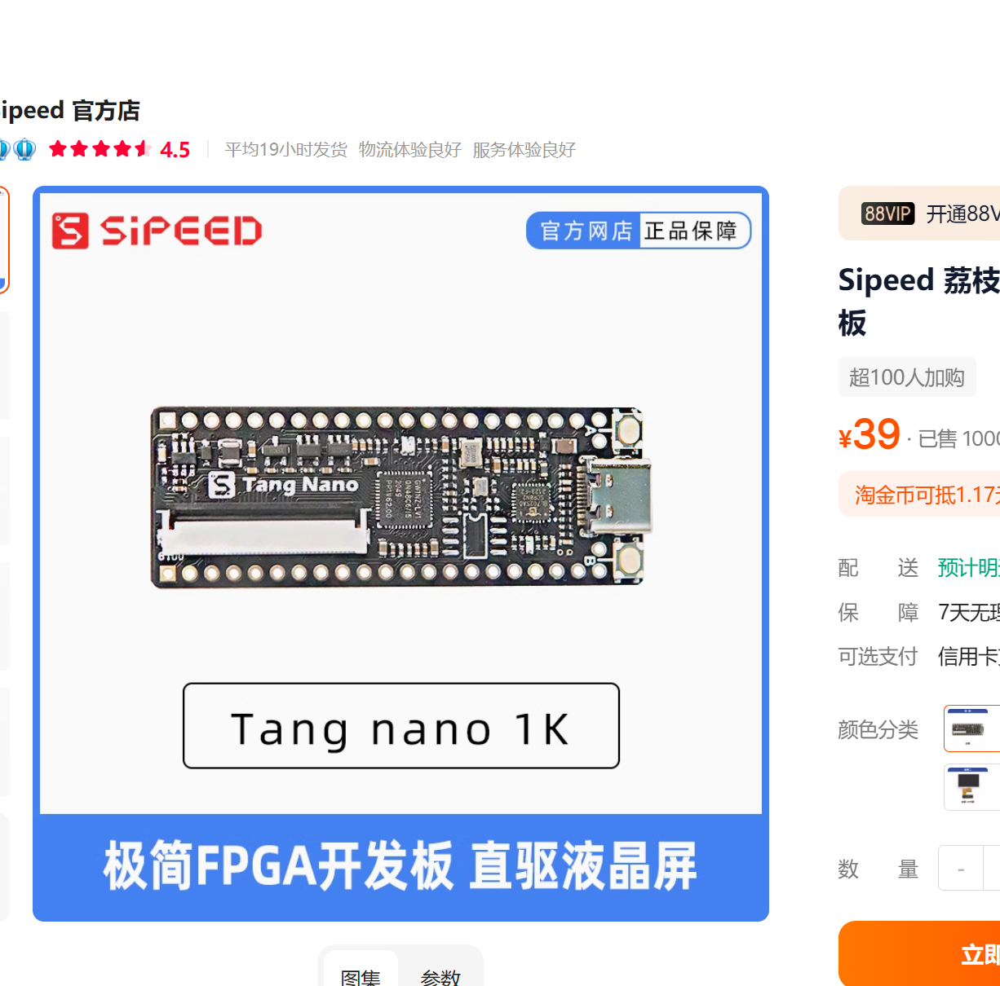 ipeed 官方店
4.5 平均19小时发货 物流体验良好 服务体验良好
SiPEED
官方网店 正品保障
Tang Nano
Tang nano 1K
极简FPGA开发板 直驱液晶屏
图集 参数
88VIP 开通88V
Sipeed 荔枝
板
超100人加购
¥39 · 已售 1000
淘金币可抵1.17
配 送 预计明
保 障 7天无理
可选支付 信用卡
颜色分类
数 量 -
立即